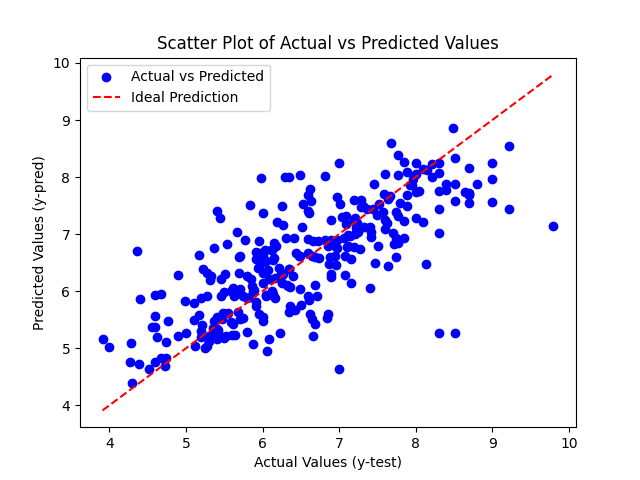 Scatter Plot of Actual vs Predicted Values
Actual vs Predicted
Ideal Prediction
10
9
8
7
6
5
4
Predicted Values (y-pred)
4 5 6 7 8 9 10
Actual Values (y-test)